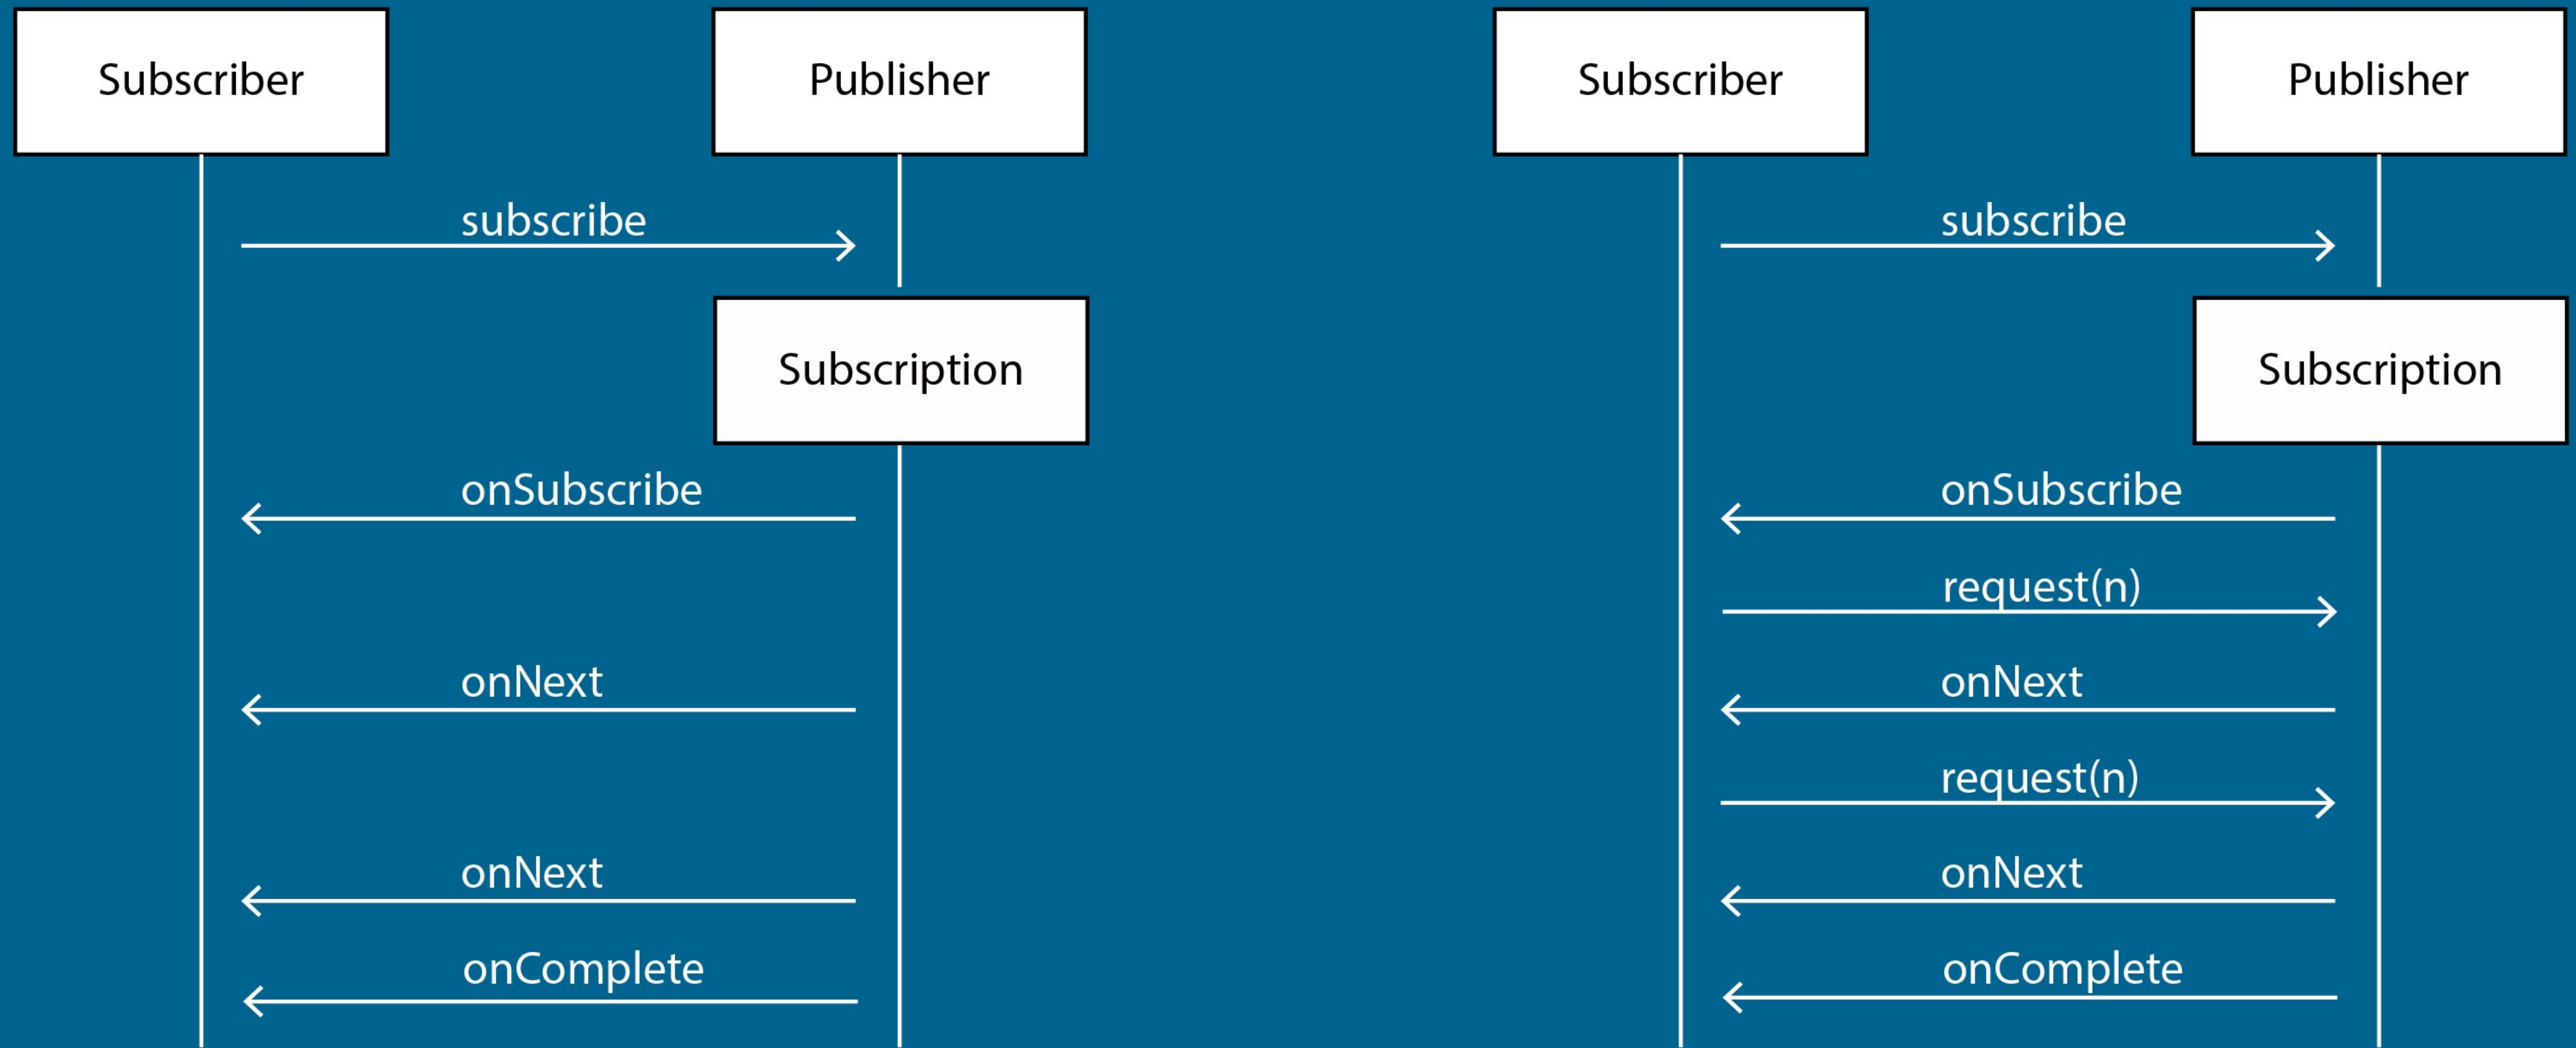 Subscriber
Publisher
subscribe
Subscription
onSubscribe
onNext
onNext
onComplete
Subscriber
Publisher
subscribe
Subscription
onSubscribe
request(n)
onNext
request(n)
onNext
onComplete